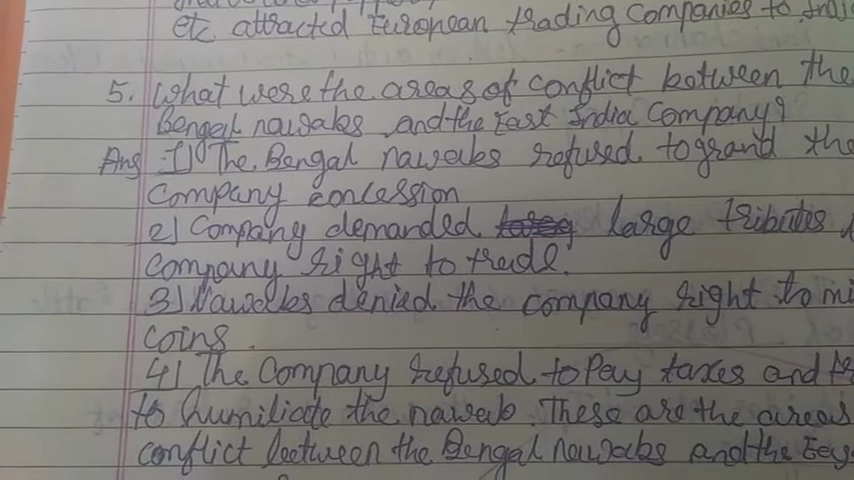 etc attracted European trading companies to
5. What were the areas of conflict between the
Bengal nawabs and the East India Company?
Ans 1) The Bengal nawabs refused to grand the
Company concession
2) Company demanded large tributes
Company right to trade.
3) Nawabs denied the company right to
coins.
4) The Company refused to Pay taxes and
to humiliate the nawab. These are the areas
conflict between the Bengal nawabs and the